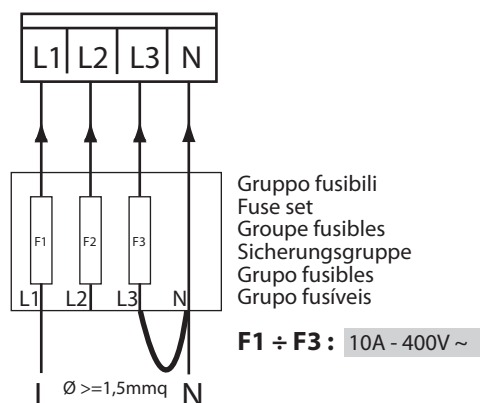 L1 L2 L3 N
F1 F2 F3
L1 L2 L3 N
L Ø >=1,5mmq N
Gruppo fusibili
Fuse set
Groupe fusibles
Sicherungsgruppe
Grupo fusibles
Grupo fusíveis
F1 ÷ F3 : 10A - 400V ~